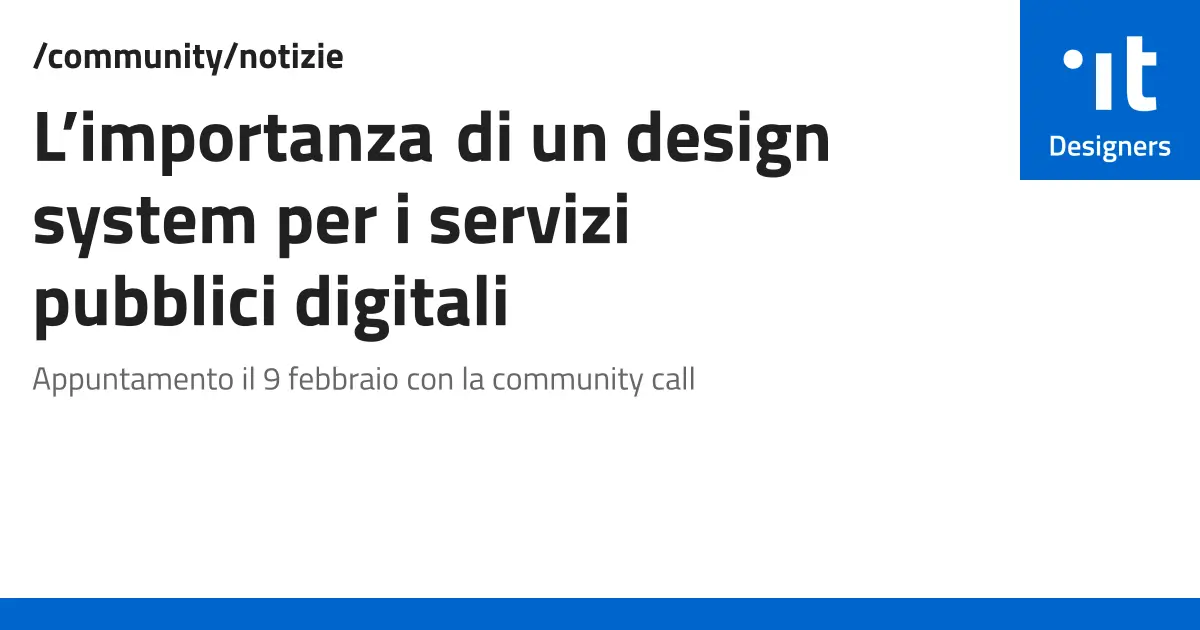 /community/notizie
L’importanza di un design
system per i servizi
pubblici digitali
Appuntamento il 9 febbraio con la community call
it
Designers